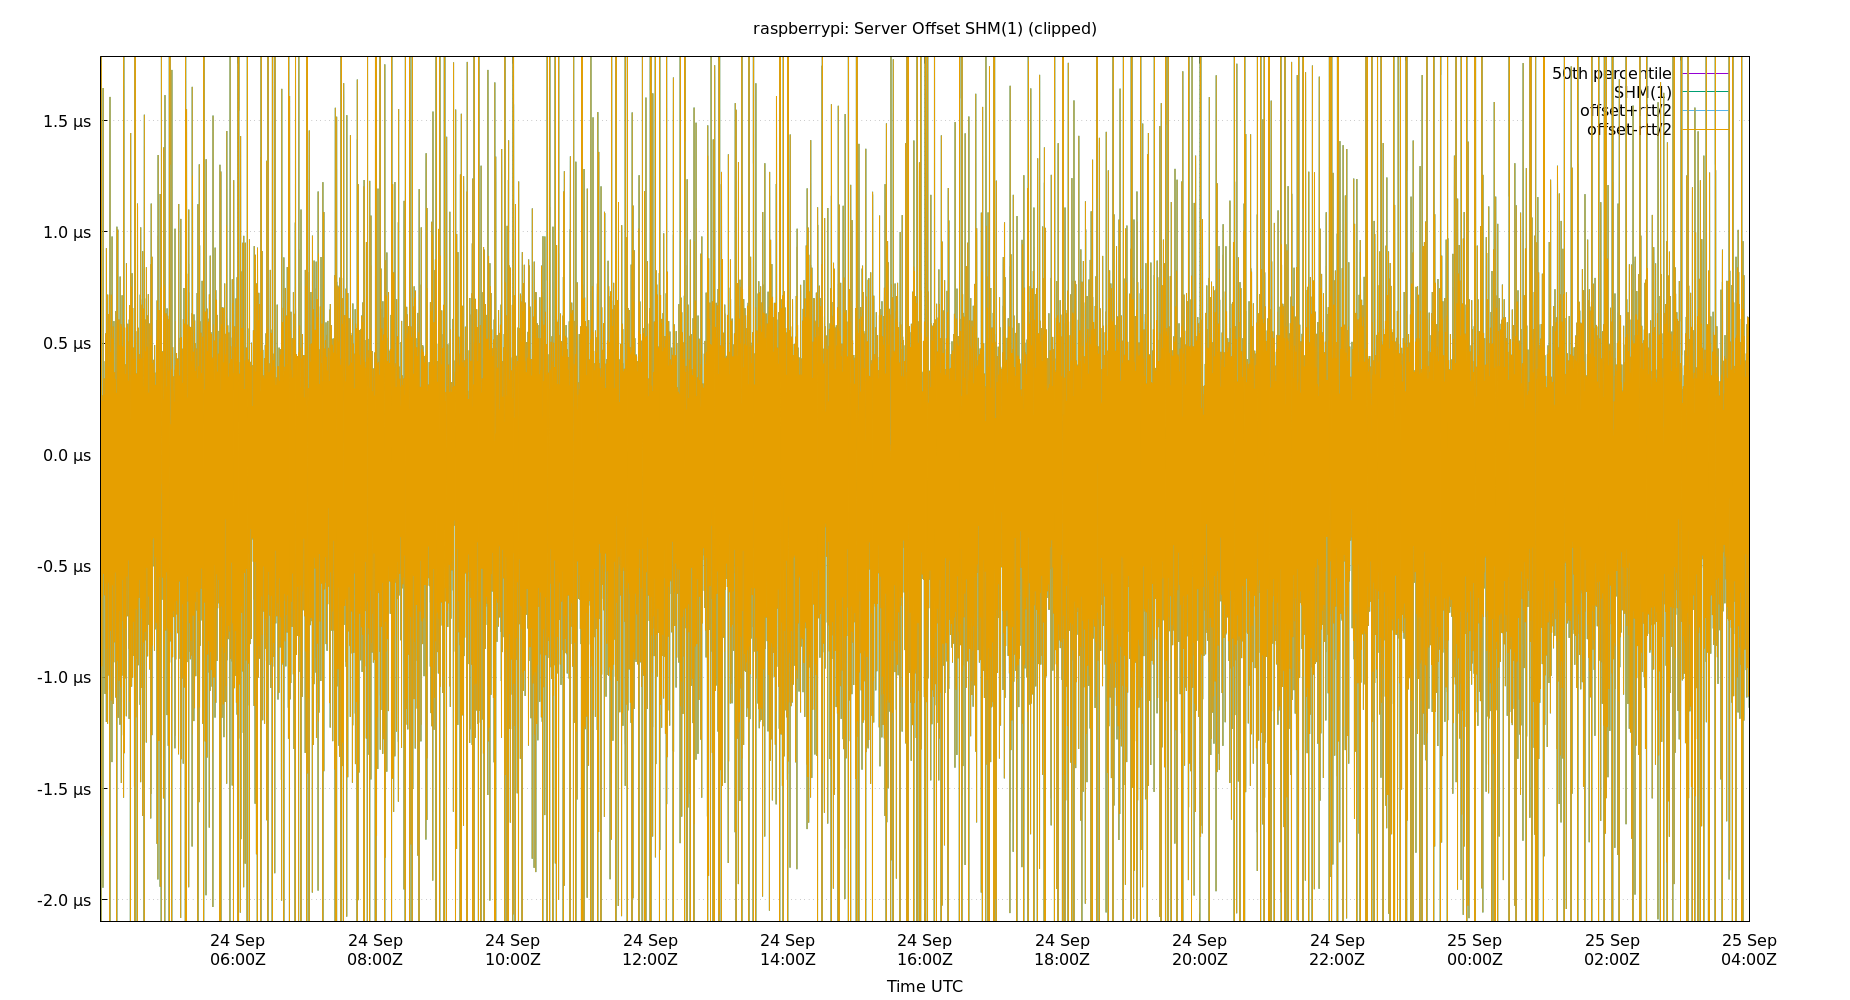 raspberrypi: Server Offset SHM(1) (clipped)
50th percentile
SHM(1)
offset+rtt/2
offset-rtt/2
1.5 µs
1.0 µs
0.5 µs
0.0 µs
-0.5 µs
-1.0 µs
-1.5 µs
-2.0 µs
24 Sep 24 Sep 24 Sep 24 Sep 24 Sep 24 Sep 24 Sep 24 Sep 24 Sep 25 Sep 25 Sep 25 Sep
06:00Z 08:00Z 10:00Z 12:00Z 14:00Z 16:00Z 18:00Z 20:00Z 22:00Z 00:00Z 02:00Z 04:00Z
Time UTC